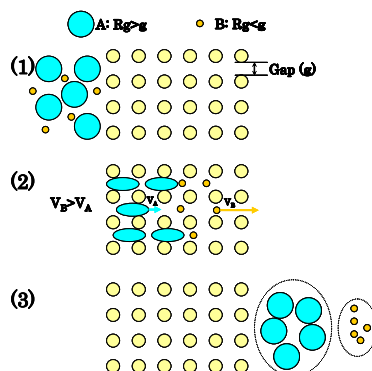 A: Rg>g
B: Rg<g
(1)
Gap (g)
(2)
VB>VA
VA
VB
(3)